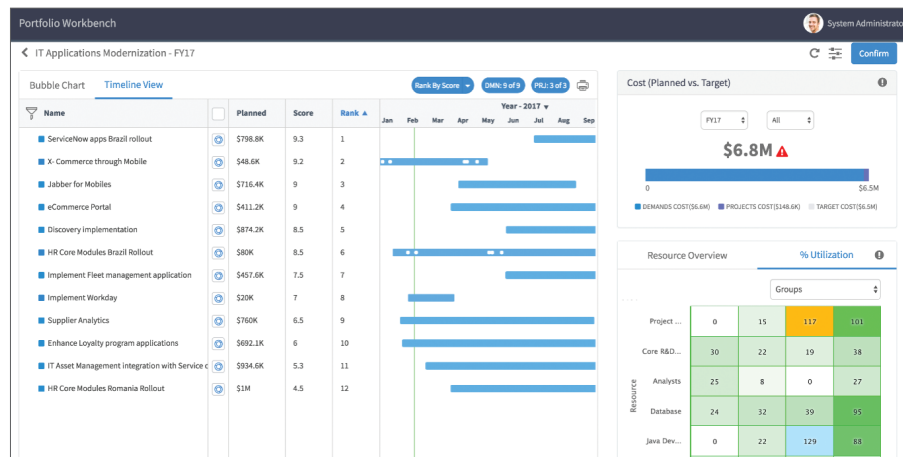 Portfolio Workbench
System Administrato
IT Applications Modernization - FY17
Confirm
Bubble Chart
Timeline View
Rank By Score
DMN: 9 of 9
PRJ: 3 of 3
Name
Planned
Score
Rank
Year - 2017
Jan Feb Mar Apr May Jun Jul Aug Sep
ServiceNow apps Brazil rollout $798.8K 9.3 1
X- Commerce through Mobile $48.6K 9.2 2
Jabber for Mobiles $716.4K 9 3
eCommerce Portal $411.2K 9 4
Discovery implementation $874.2K 8.5 5
HR Core Modules Brazil Rollout $80K 8.5 6
Implement Fleet management application $457.6K 7.5 7
Implement Workday $20K 7 8
Supplier Analytics $760K 6.5 9
Enhance Loyalty program applications $692.1K 6 10
IT Asset Management integration with Service c $934.6K 5.3 11
HR Core Modules Romania Rollout $1M 4.5 12
Cost (Planned vs. Target)
FY17
All
$6.8M
0
$6.5M
DEMANDS COST($6.6M) PROJECTS COST($148.6K) TARGET COST($6.5M)
Resource Overview
% Utilization
Groups
Resource
Project ... 0 15 117 101
Core R&D... 30 22 19 38
Analysts 25 8 0 27
Database 24 32 39 95
Java Dev... 0 22 129 88